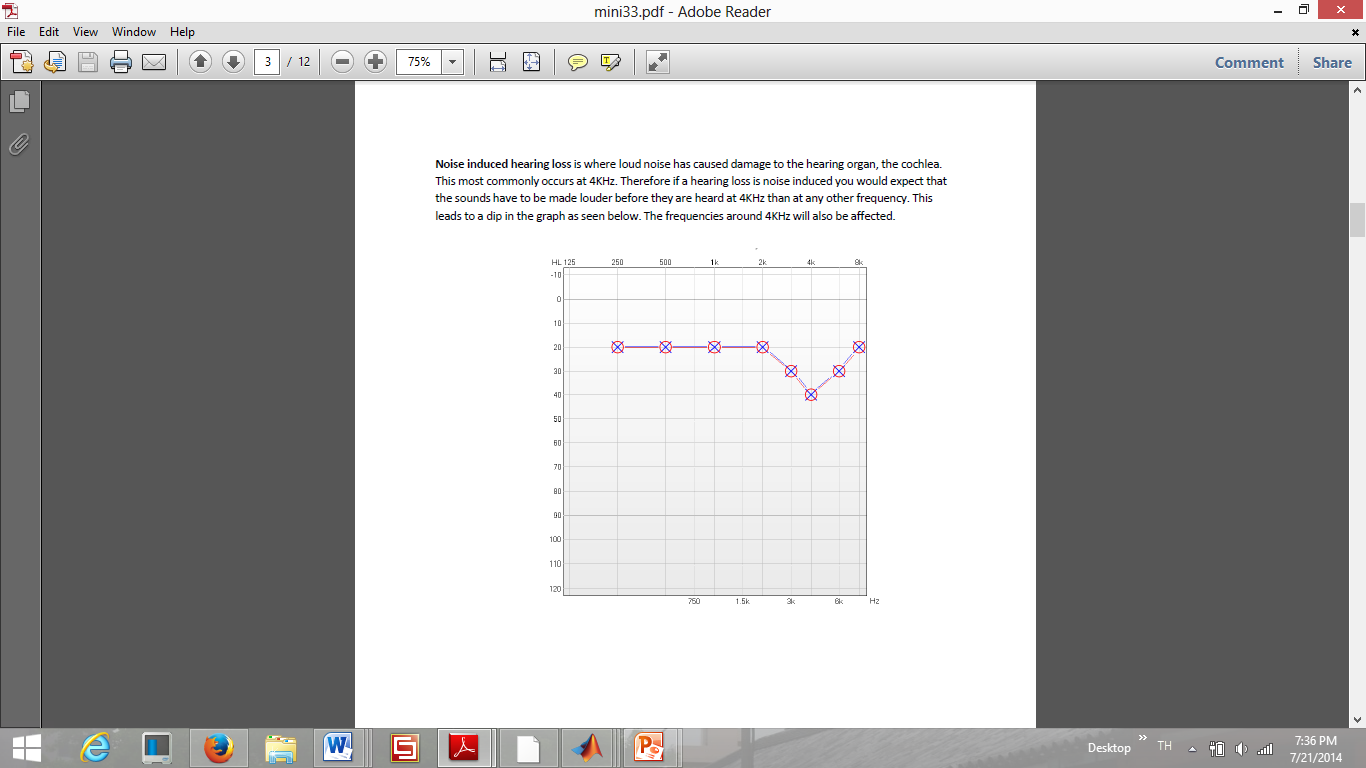 mini33.pdf - Adobe Reader
File Edit View Window Help
3 / 12 75% Comment Share
Noise induced hearing loss is where loud noise has caused damage to the hearing organ, the cochlea.
This most commonly occurs at 4KHz. Therefore if a hearing loss is noise induced you would expect that
the sounds have to be made louder before they are heard at 4KHz than at any other frequency. This
leads to a dip in the graph as seen below. The frequencies around 4KHz will also be affected.
HL 125 250 500 1k 2k 4k 8k
-10
0
10
20
30
40
50
60
70
80
90
100
110
120
750 1.5k 3k 6k Hz
Desktop TH 7:36 PM
7/21/2014